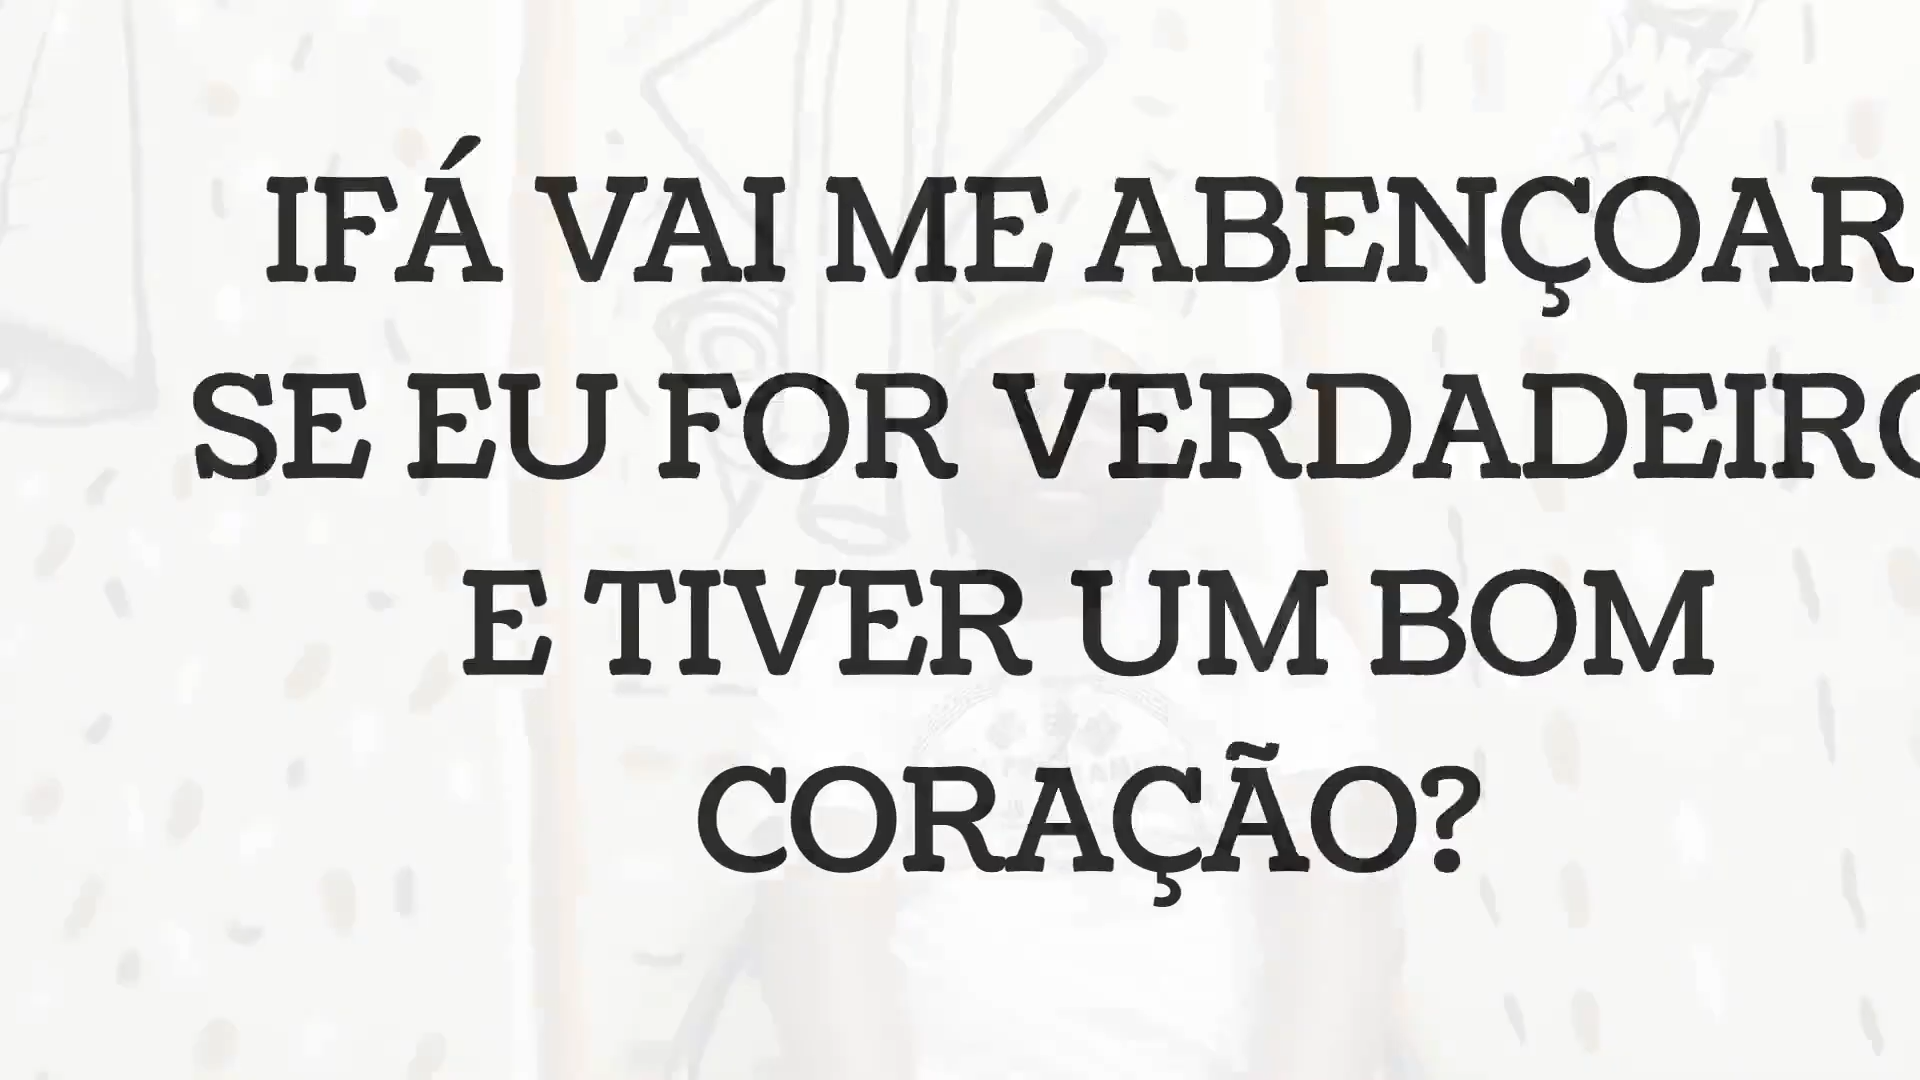 IFÁ VAI ME ABENÇOAR
SE EU FOR VERDADEIRO
E TIVER UM BOM
CORAÇÃO?